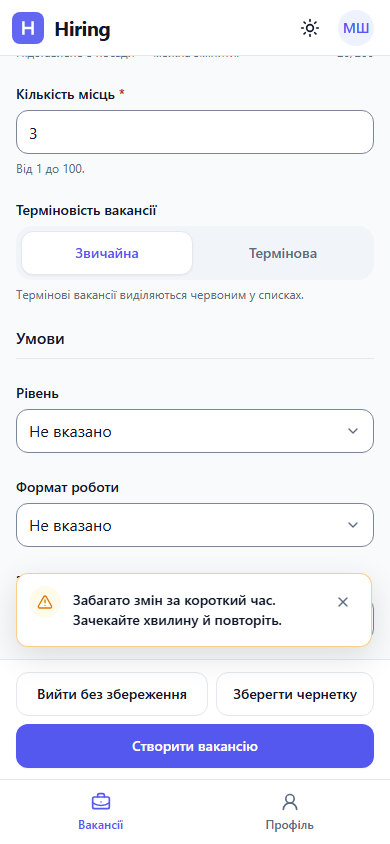 H Hiring
МШ
Кількість місць *
3
Від 1 до 100.
Терміновість вакансії
Звичайна Термінова
Термінові вакансії виділяються червоним у списках.
Умови
Рівень
Не вказано
Формат роботи
Не вказано
Забагато змін за короткий час.
Зачекайте хвилину й повторіть.
Вийти без збереження Зберегти чернетку
Створити вакансію
Вакансії Профіль